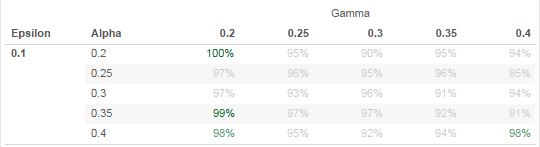 Gamma
Epsilon Alpha 0.2 0.25 0.3 0.35 0.4
0.1 0.2 100% 95% 90% 95% 94%
0.25 97% 96% 95% 96% 95%
0.3 97% 93% 96% 91% 94%
0.35 99% 97% 97% 92% 91%
0.4 98% 95% 92% 94% 98%